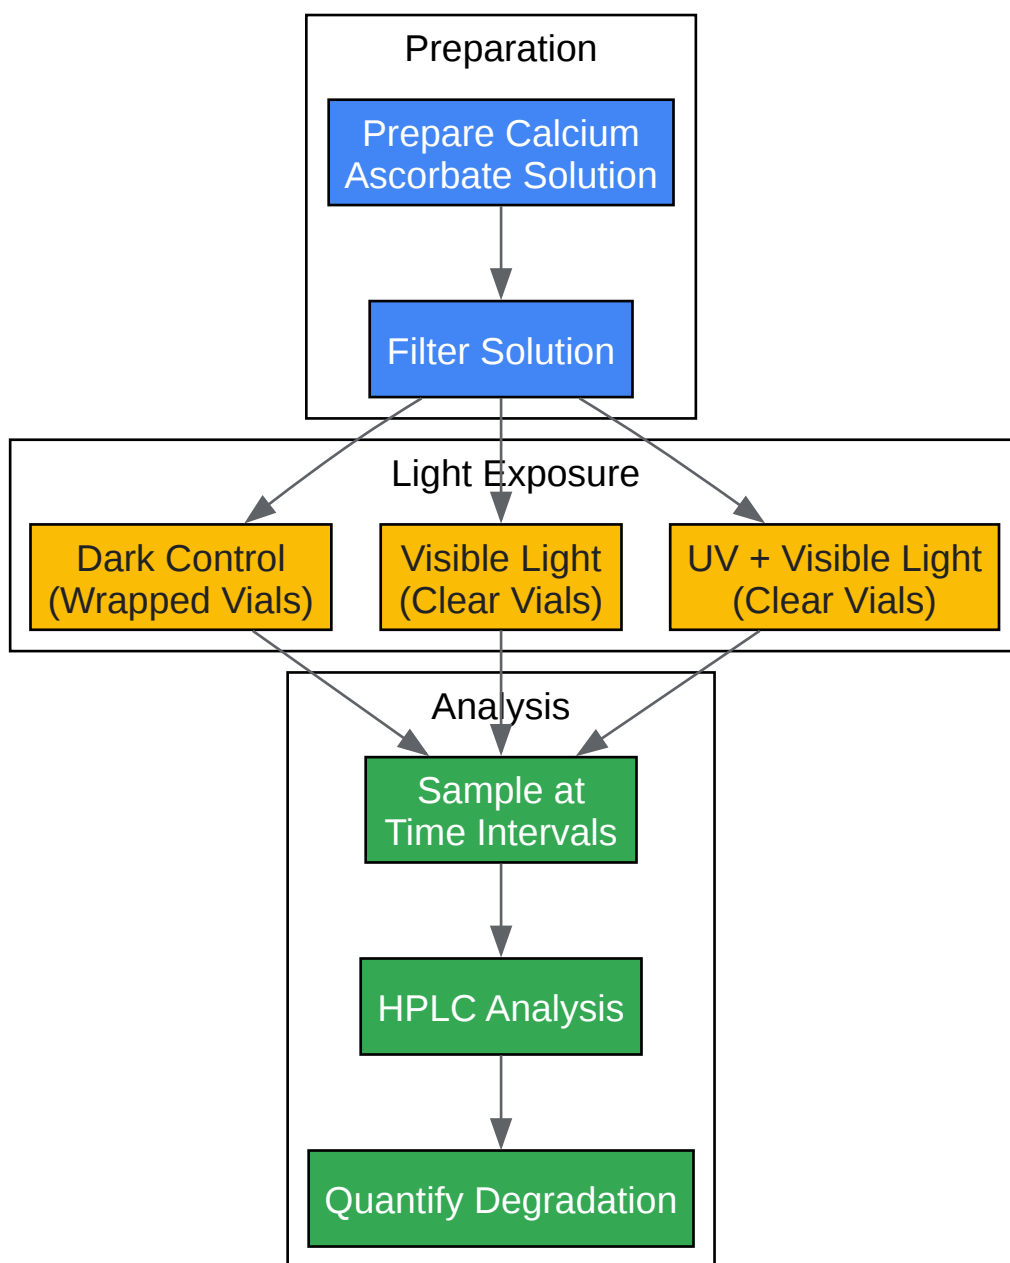 Preparation
Prepare Calcium
Ascorbate Solution
Filter Solution
Light Exposure
Dark Control
(Wrapped Vials)
Visible Light
(Clear Vials)
UV + Visible Light
(Clear Vials)
Analysis
Sample at
Time Intervals
HPLC Analysis
Quantify Degradation